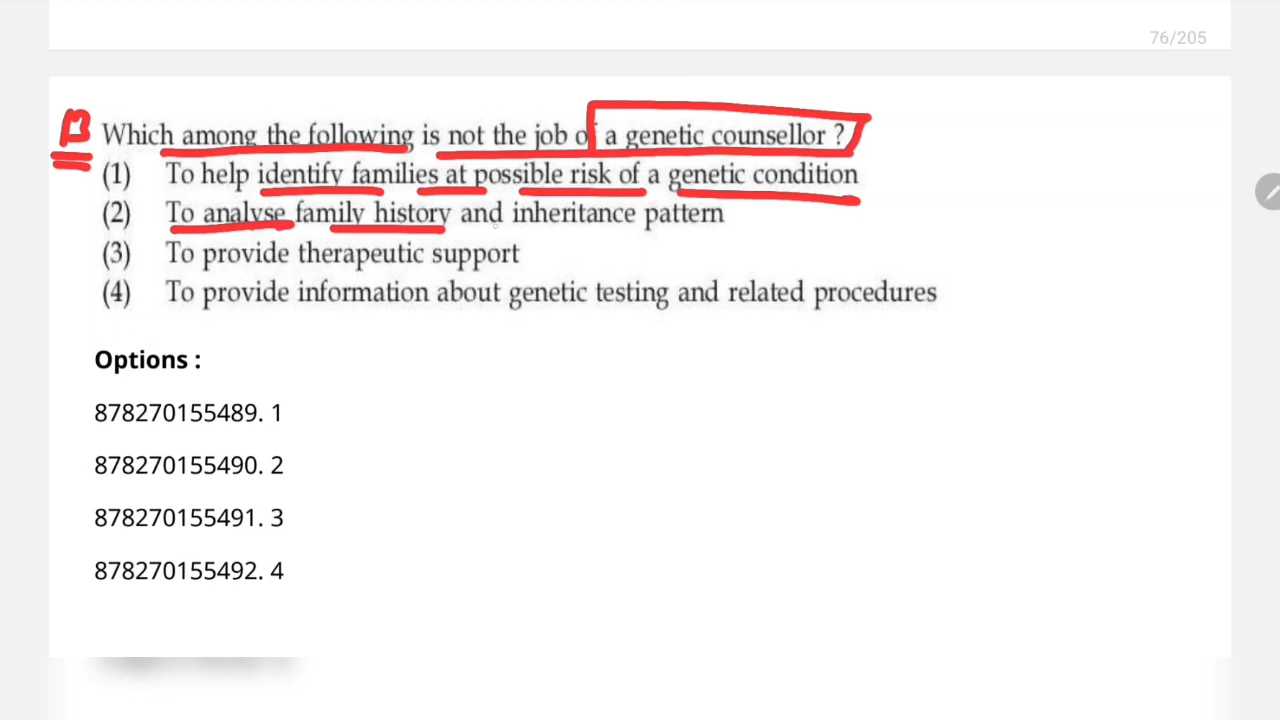 76/205
Which among the following is not the job of a genetic counsellor ?
(1) To help identify families at possible risk of a genetic condition
(2) To analyse family history and inheritance pattern
(3) To provide therapeutic support
(4) To provide information about genetic testing and related procedures
Options :
878270155489. 1
878270155490. 2
878270155491. 3
878270155492. 4